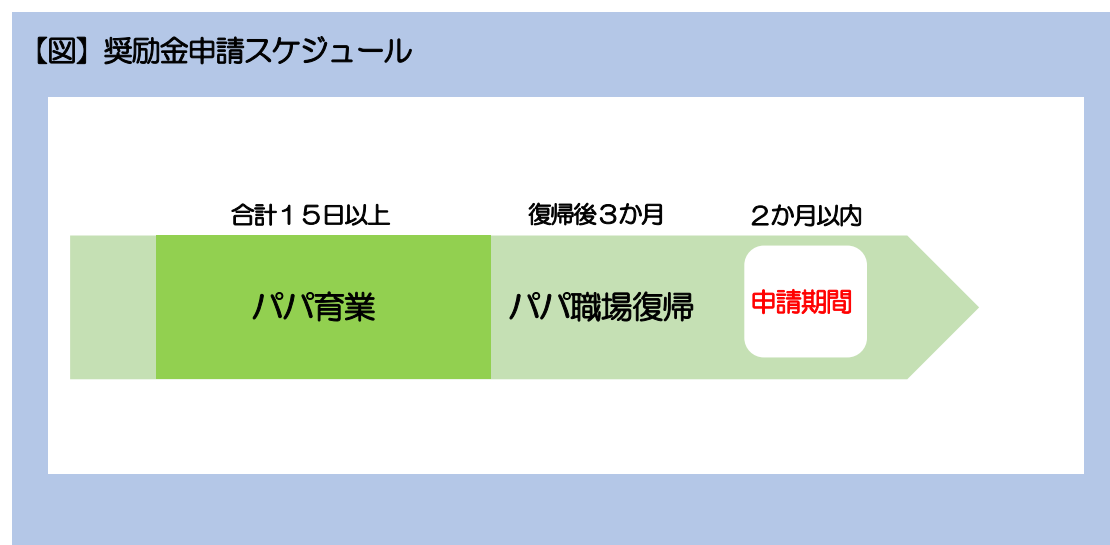 【図】奨励金申請スケジュール
合計１５日以上
復帰後３か月
２か月以内
パパ育業
パパ職場復帰
申請期間